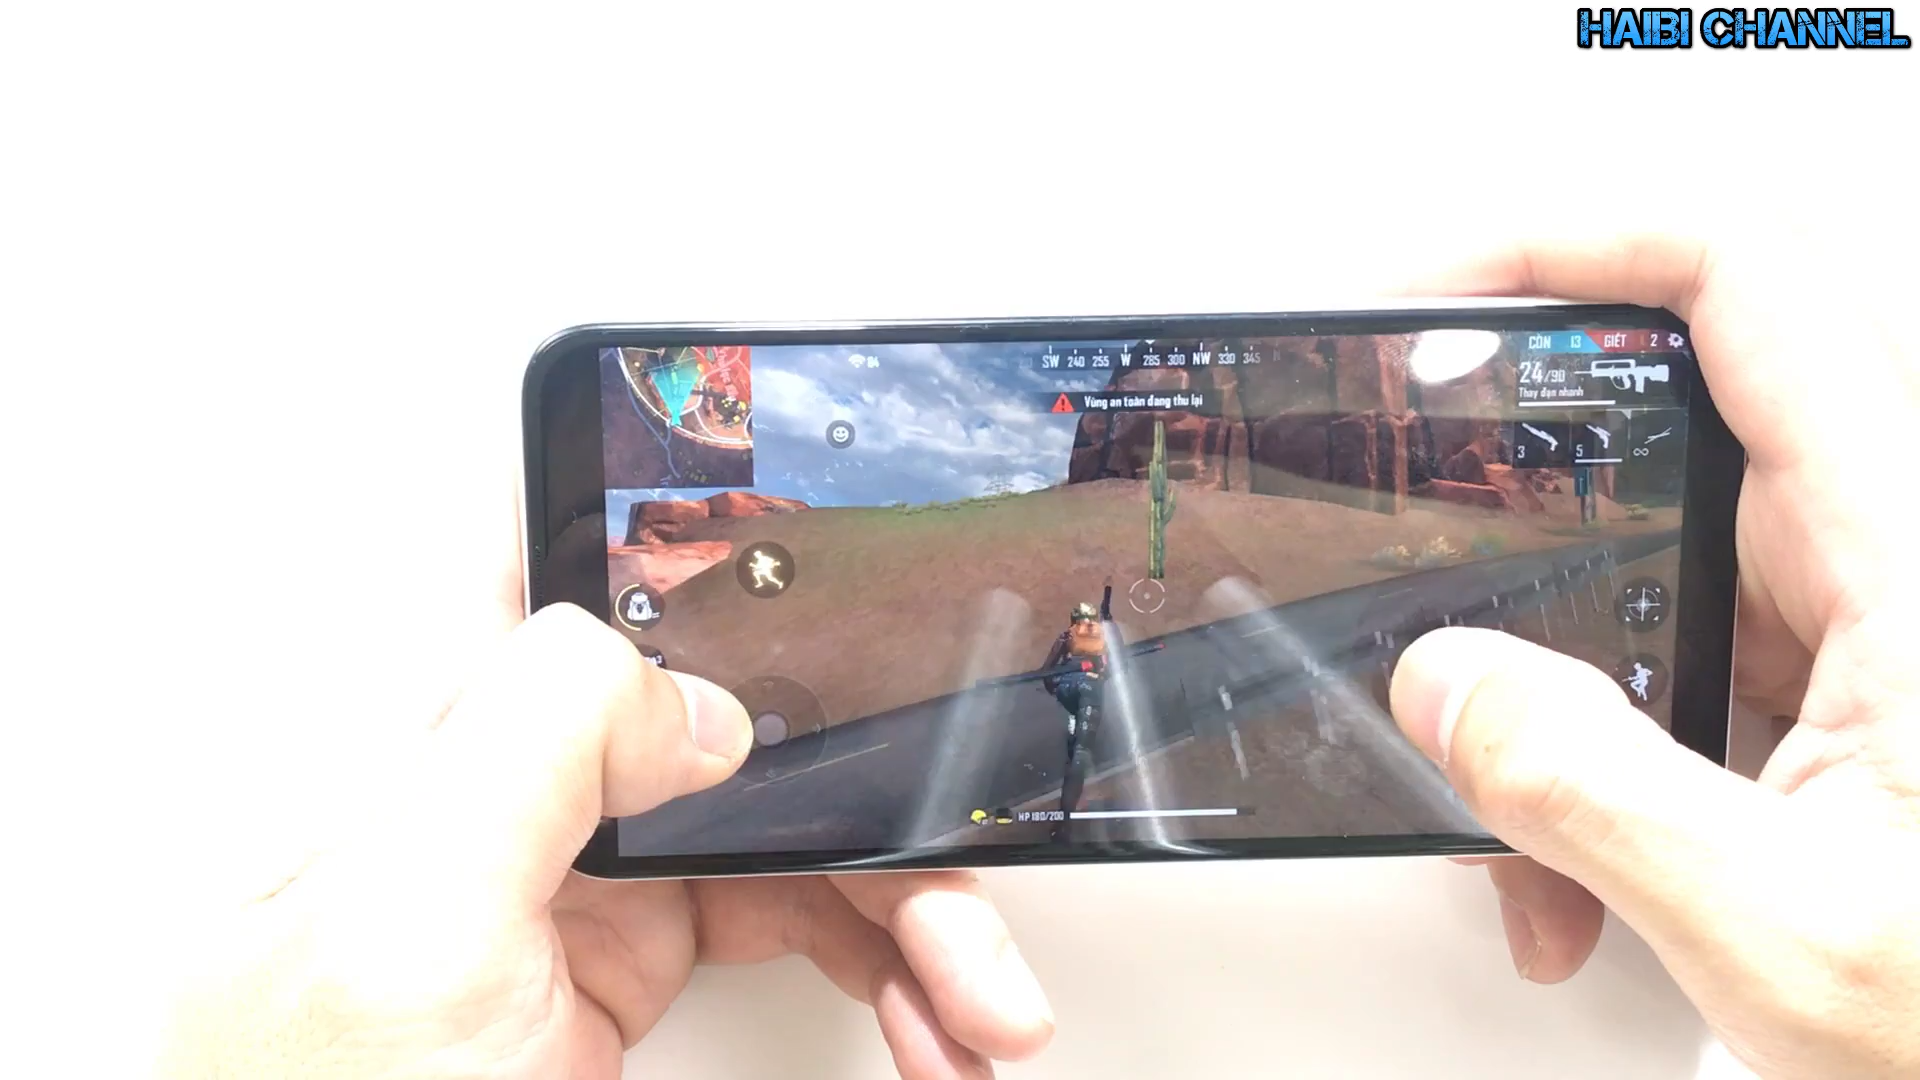 HAIBI CHANNEL
84
SW 240 255 W 285 300 NW 330 345
CÒN 13 GIẾT 2
24/90
Thay đạn nhanh
Vùng an toàn đang thu lại
3 5 ∞
HP 180/200